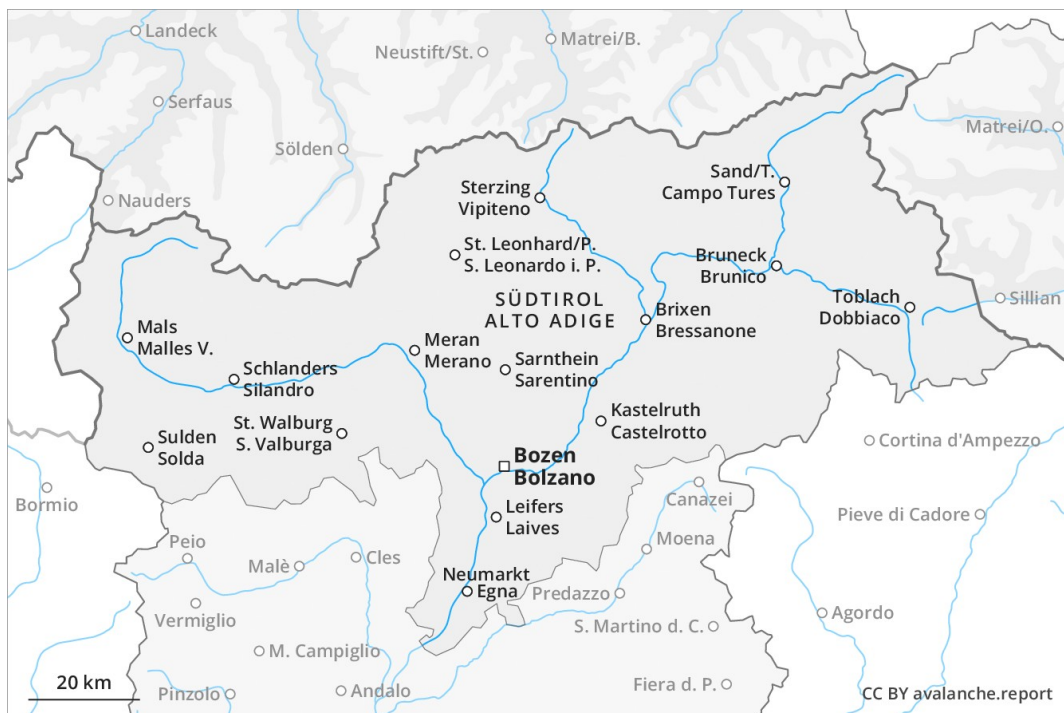 Landeck
Neustift/St.
Matrei/B.
Serfaus
Matrei/O.
Sölden
Nauders
Sterzing
Vipiteno
Sand/T.
Campo Tures
St. Leonhard/P.
S. Leonardo i. P.
Bruneck
Brunico
SÜDTIROL
ALTO ADIGE
Toblach
Dobbiaco
Sillian
Mals
Malles V.
Meran
Merano
Brixen
Bressanone
Schlanders
Silandro
Sarnthein
Sarentino
St. Walburg
S. Valburga
Kastelruth
Castelrotto
Sulden
Solda
Cortina d'Ampezzo
Bozen
Bolzano
Bormio
Canazei
Leifers
Laives
Pieve di Cadore
Moena
Peio
Malè
Cles
Neumarkt
Egna
Predazzo
Vermiglio
Agordo
S. Martino d. C.
M. Campiglio
20 km
Pinzolo
Andalo
Fiera d. P.
CC BY avalanche.report